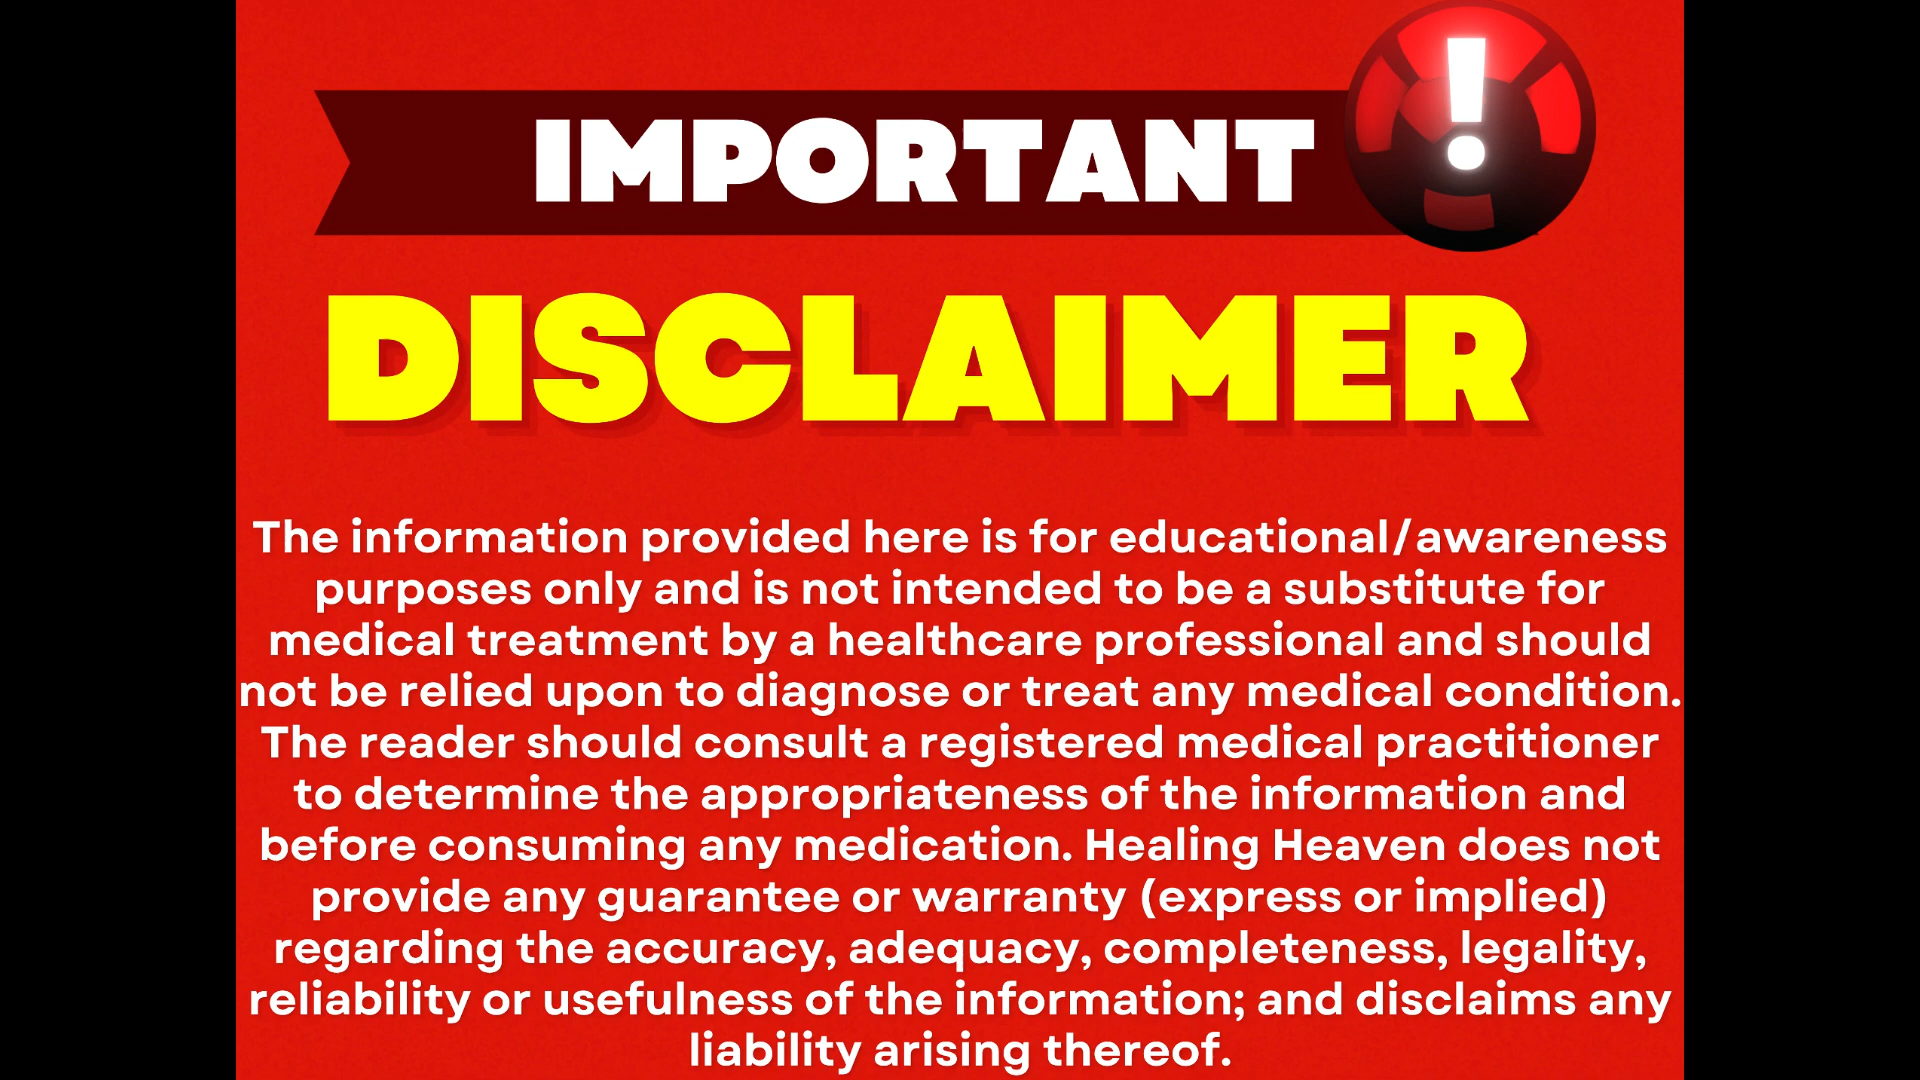 IMPORTANT
DISCLAIMER
The information provided here is for educational/awareness
purposes only and is not intended to be a substitute for
medical treatment by a healthcare professional and should
not be relied upon to diagnose or treat any medical condition.
The reader should consult a registered medical practitioner
to determine the appropriateness of the information and
before consuming any medication. Healing Heaven does not
provide any guarantee or warranty (express or implied)
regarding the accuracy, adequacy, completeness, legality,
reliability or usefulness of the information; and disclaims any
liability arising thereof.